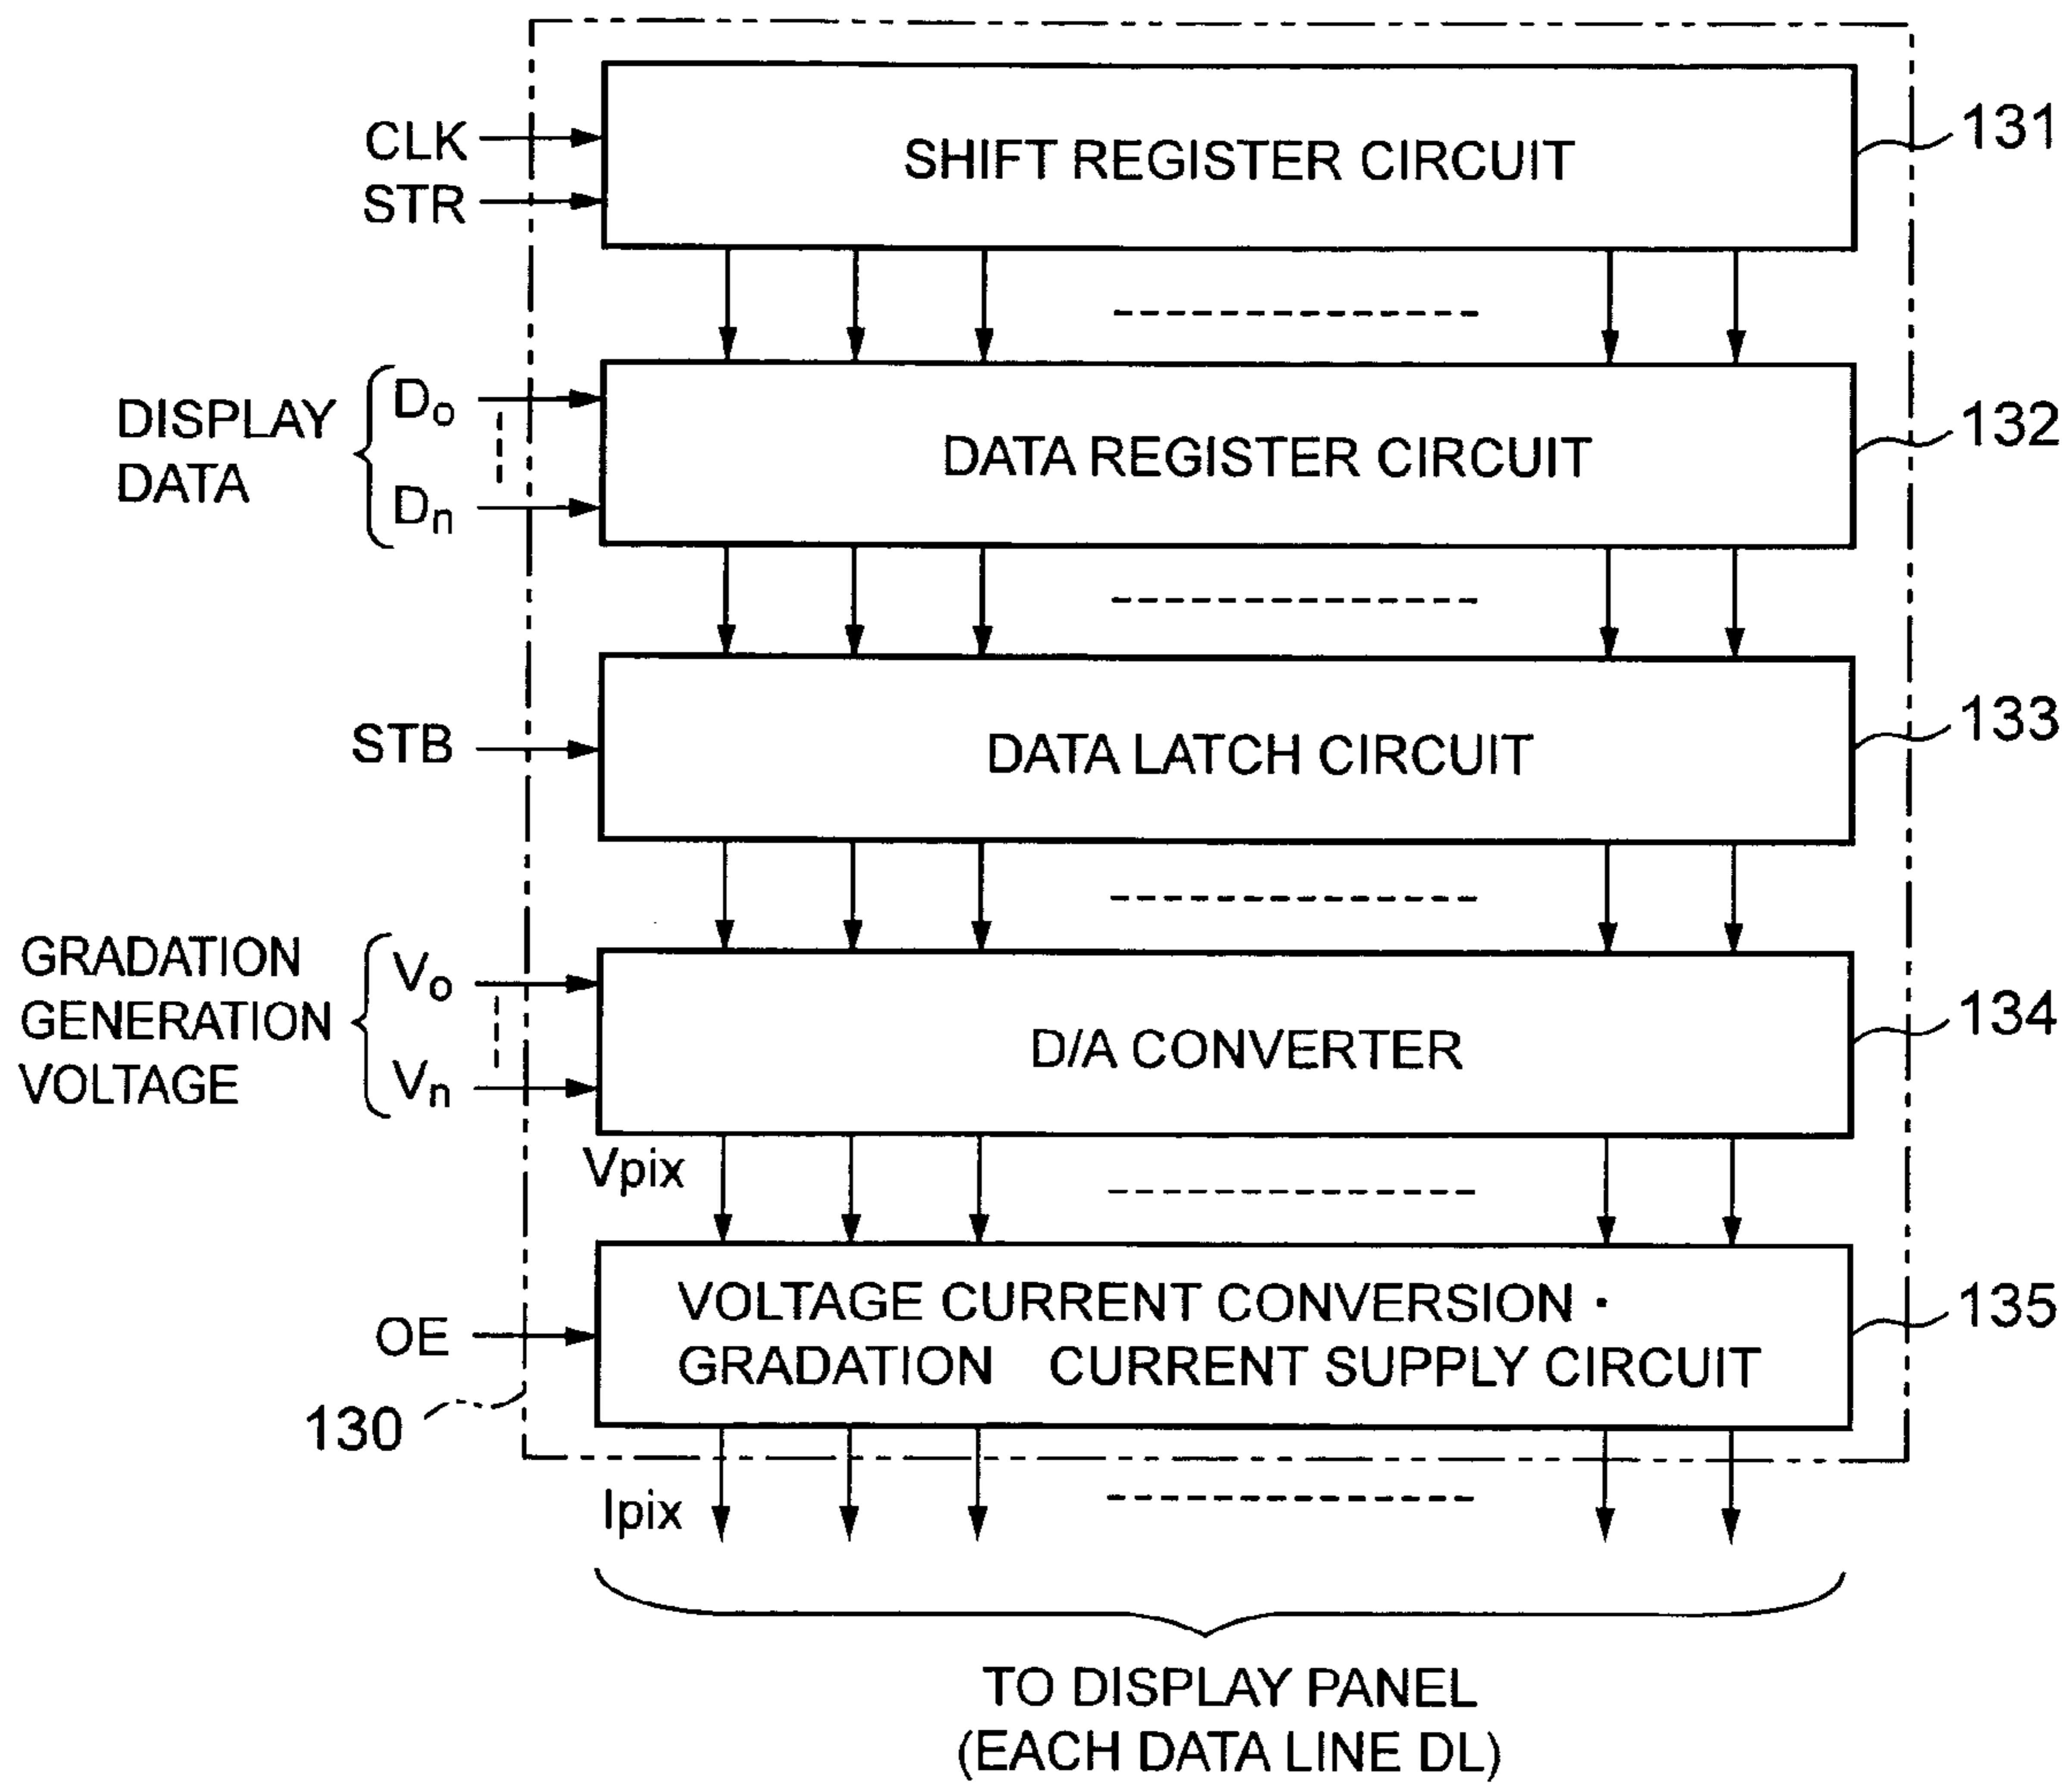 CLK
STR
SHIFT REGISTER CIRCUIT
131
DISPLAY
DATA
Do
Dn
DATA REGISTER CIRCUIT
132
STB
DATA LATCH CIRCUIT
133
GRADATION
GENERATION
VOLTAGE
Vo
Vn
D/A CONVERTER
134
Vpix
OE
VOLTAGE CURRENT CONVERSION ·
GRADATION CURRENT SUPPLY CIRCUIT
135
130
Ipix
TO DISPLAY PANEL
(EACH DATA LINE DL)